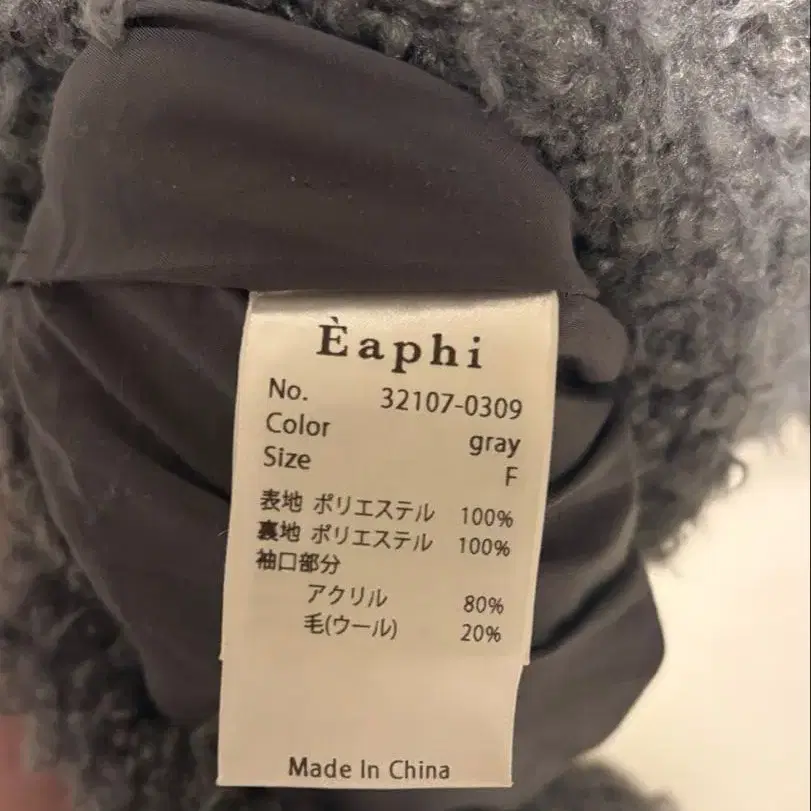 Èaphi
No. 32107-0309
Color gray
Size F
表地 ポリエステル 100%
裏地 ポリエステル 100%
袖口部分
アクリル 80%
毛(ウール) 20%
Made In China